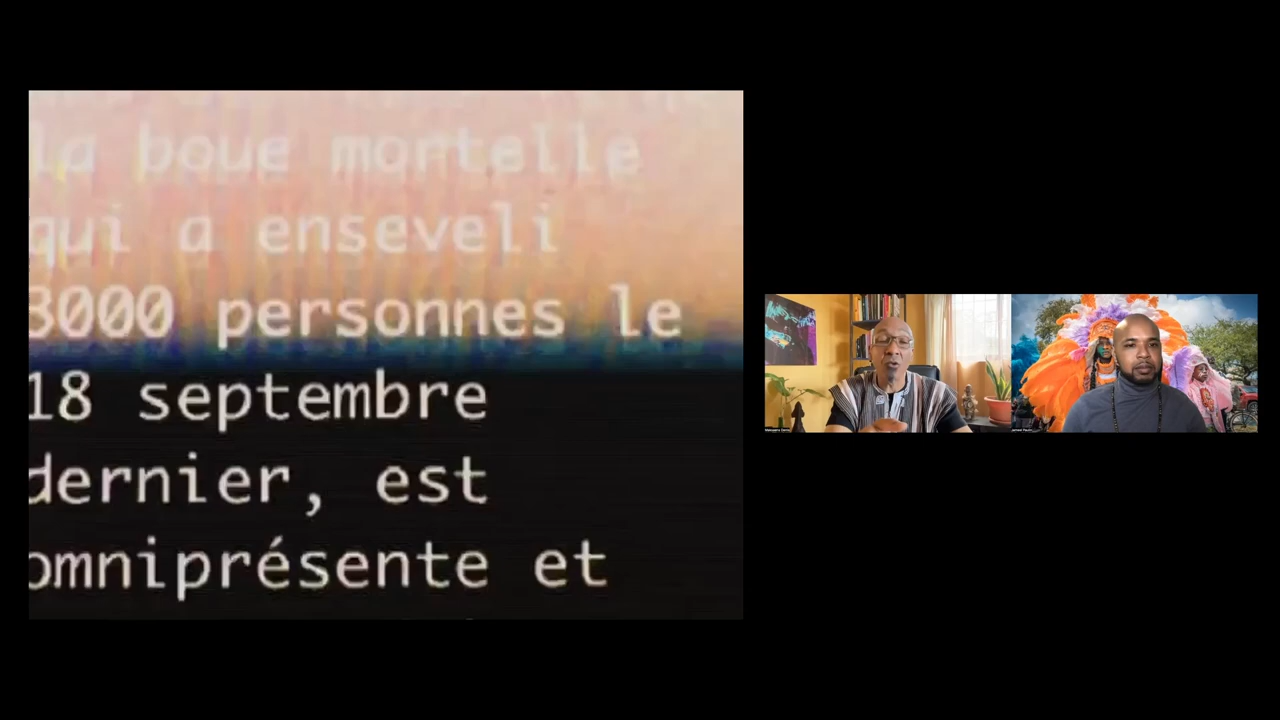 la boue mortelle
qui a enseveli
3000 personnes le
18 septembre
dernier, est
omniprésente et